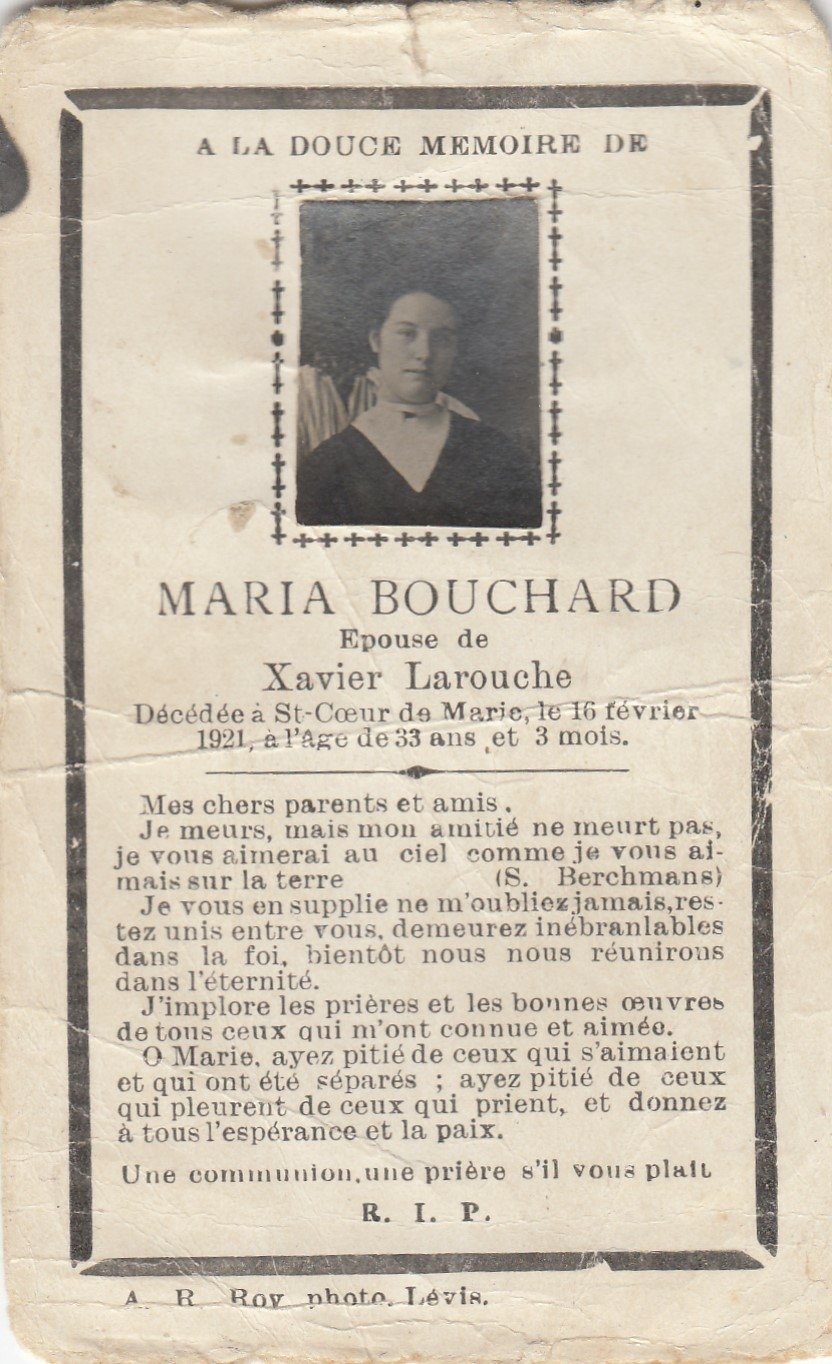 A LA DOUCE MEMOIRE DE
MARIA BOUCHARD
Epouse de
Xavier Larouche
Décédée à St-Cœur de Marie, le 16 février
1921, à l'âge de 33 ans et 3 mois.
Mes chers parents et amis.
Je meurs, mais mon amitié ne meurt pas,
je vous aimerai au ciel comme je vous ai-
mais sur la terre (S. Berchmans)
Je vous en supplie ne m'oubliez jamais, res-
tez unis entre vous, demeurez inébranlables
dans la foi, bientôt nous nous réunirons
dans l'éternité.
J'implore les prières et les bonnes œuvres
de tous ceux qui m'ont connue et aimée.
O Marie, ayez pitié de ceux qui s'aimaient
et qui ont été séparés ; ayez pitié de ceux
qui pleurent de ceux qui prient, et donnez
à tous l'espérance et la paix.
Une communion, une prière s'il vous plait
R. I. P.
A. R. Roy photo, Lévis.